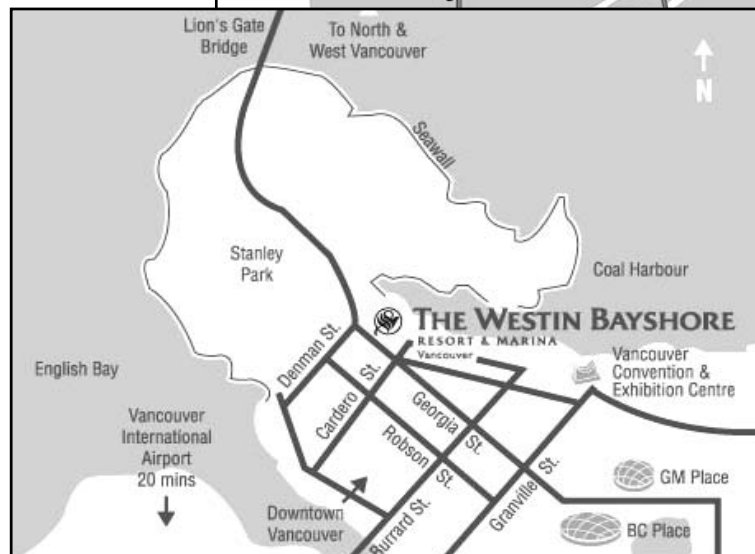 Lion's Gate
Bridge
To North &
West Vancouver
N
Seawall
Stanley
Park
Coal Harbour
THE WESTIN BAYSHORE
RESORT & MARINA
Vancouver
Denman St.
English Bay
Vancouver
Convention &
Exhibition Centre
Cardero St.
Georgia St.
Vancouver
International
Airport
20 mins
Robson St.
Granville St.
GM Place
Downtown
Vancouver
Burrard St.
BC Place